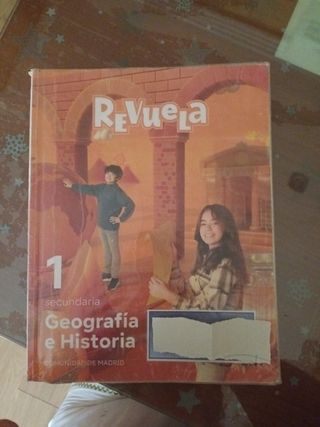 REVUELA
1
secundaria
Geografía
e Historia
COMUNIDAD DE MADRID